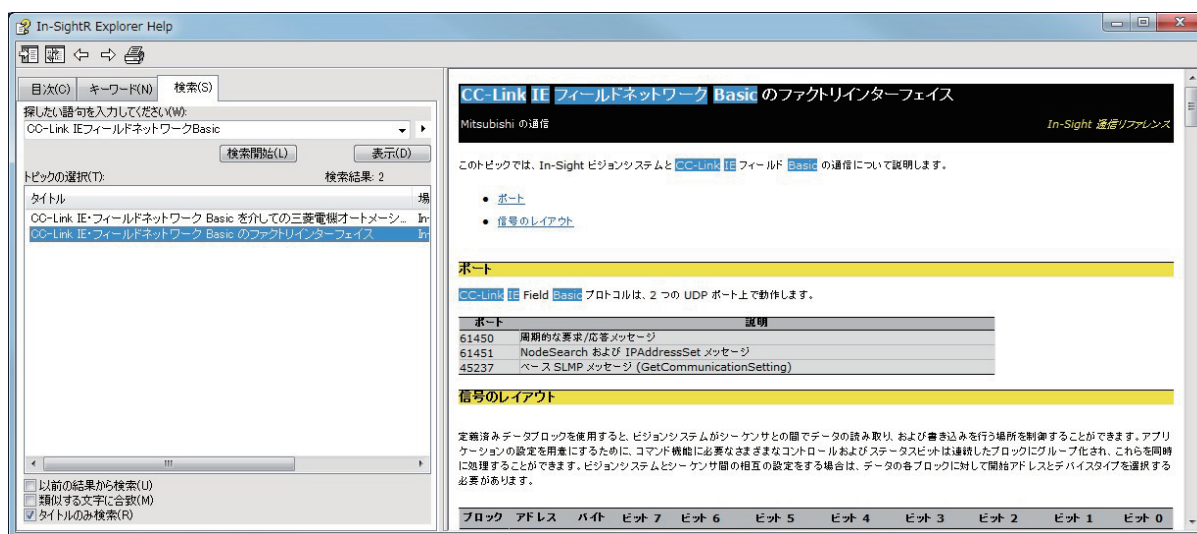 In-SightR Explorer Help
目次(C) キーワード(N) 検索(S)
探したい語句を入力してください(W):
CC-Link IEフィールドネットワークBasic
検索開始(L) 表示(D)
トピックの選択(T): 検索結果: 2
タイトル 場
CC-Link IE・フィールドネットワーク Basic を介しての三菱電機オートメーシ... In-
CC-Link IE・フィールドネットワーク Basic のファクトリインターフェイス In-
以前の結果から検索(U)
類似する文字に合致(M)
タイトルのみ検索(R)
CC-Link IE フィールドネットワーク Basic のファクトリインターフェイス
Mitsubishi の通信 In-Sight 通信リファレンス
このトピックでは、In-Sight ビジョンシステムと CC-Link IE フィールド Basic の通信について説明します。
• ポート
• 信号のレイアウト
ポート
CC-Link IE Field Basic プロトコルは、2 つの UDP ポート上で動作します。
ポート 説明
61450 周期的な要求/応答メッセージ
61451 NodeSearch および IPAddressSet メッセージ
45237 ベース SLMP メッセージ (GetCommunicationSetting)
信号のレイアウト
定義済みデータブロックを使用すると、ビジョンシステムがシーケンサとの間でデータの読み取り、および書き込みを行う場所を制御することができます。アプリ
ケーションの設定を用意にするために、コマンド機能に必要なさまざまなコントロールおよびステータスビットは連続したブロックにグループ化され、これらを同時
に処理することができます。ビジョンシステムとシーケンサ間の相互の設定をする場合は、データの各ブロックに対して開始アドレスとデバイスタイプを選択する
必要があります。
ブロック アドレス バイト ビット 7 ビット 6 ビット 5 ビット 4 ビット 3 ビット 2 ビット 1 ビット 0